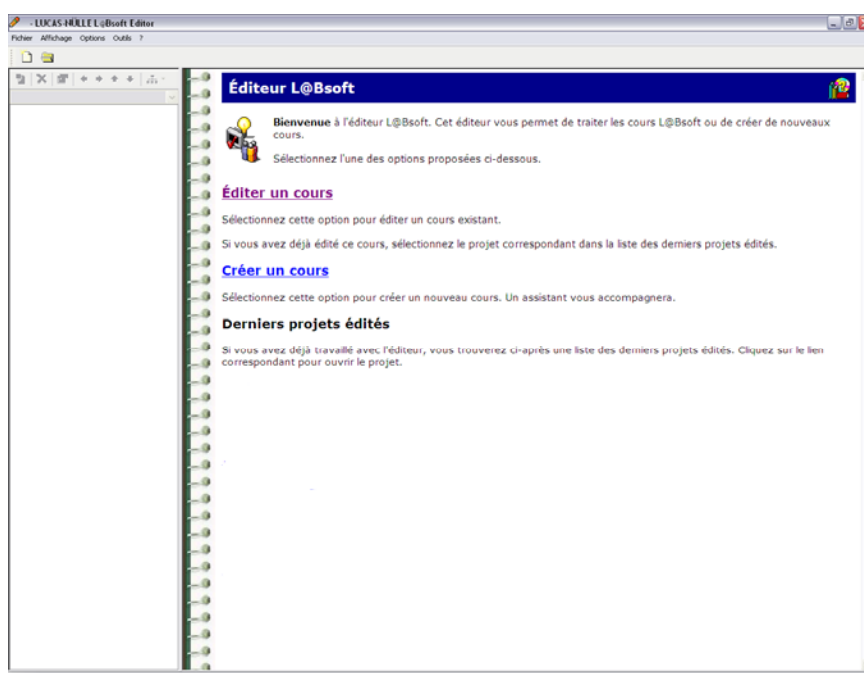 - LUCAS-NÜLLE L@Bsoft Editor
Fichier Affichage Options Outils ?
Éditeur L@Bsoft
Bienvenue à l'éditeur L@Bsoft. Cet éditeur vous permet de traiter les cours L@Bsoft ou de créer de nouveaux
cours.
Sélectionnez l'une des options proposées ci-dessous.
Éditer un cours
Sélectionnez cette option pour éditer un cours existant.
Si vous avez déjà édité ce cours, sélectionnez le projet correspondant dans la liste des derniers projets édités.
Créer un cours
Sélectionnez cette option pour créer un nouveau cours. Un assistant vous accompagnera.
Derniers projets édités
Si vous avez déjà travaillé avec l'éditeur, vous trouverez ci-après une liste des derniers projets édités. Cliquez sur le lien
correspondant pour ouvrir le projet.